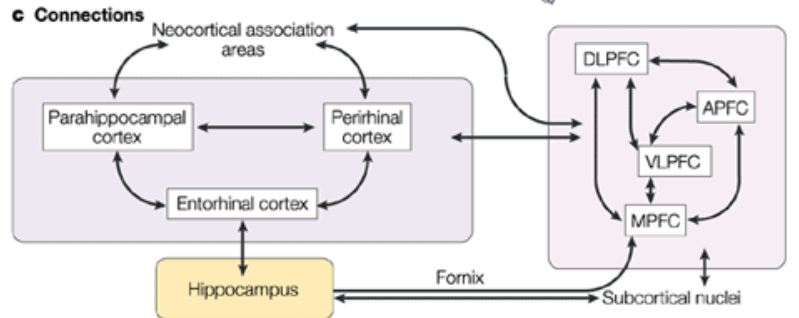 c Connections
Neocortical association
areas
Parahippocampal
cortex
Perirhinal
cortex
Entorhinal cortex
Hippocampus
Fornix
DLPFC
APFC
VLPFC
MPFC
Subcortical nuclei